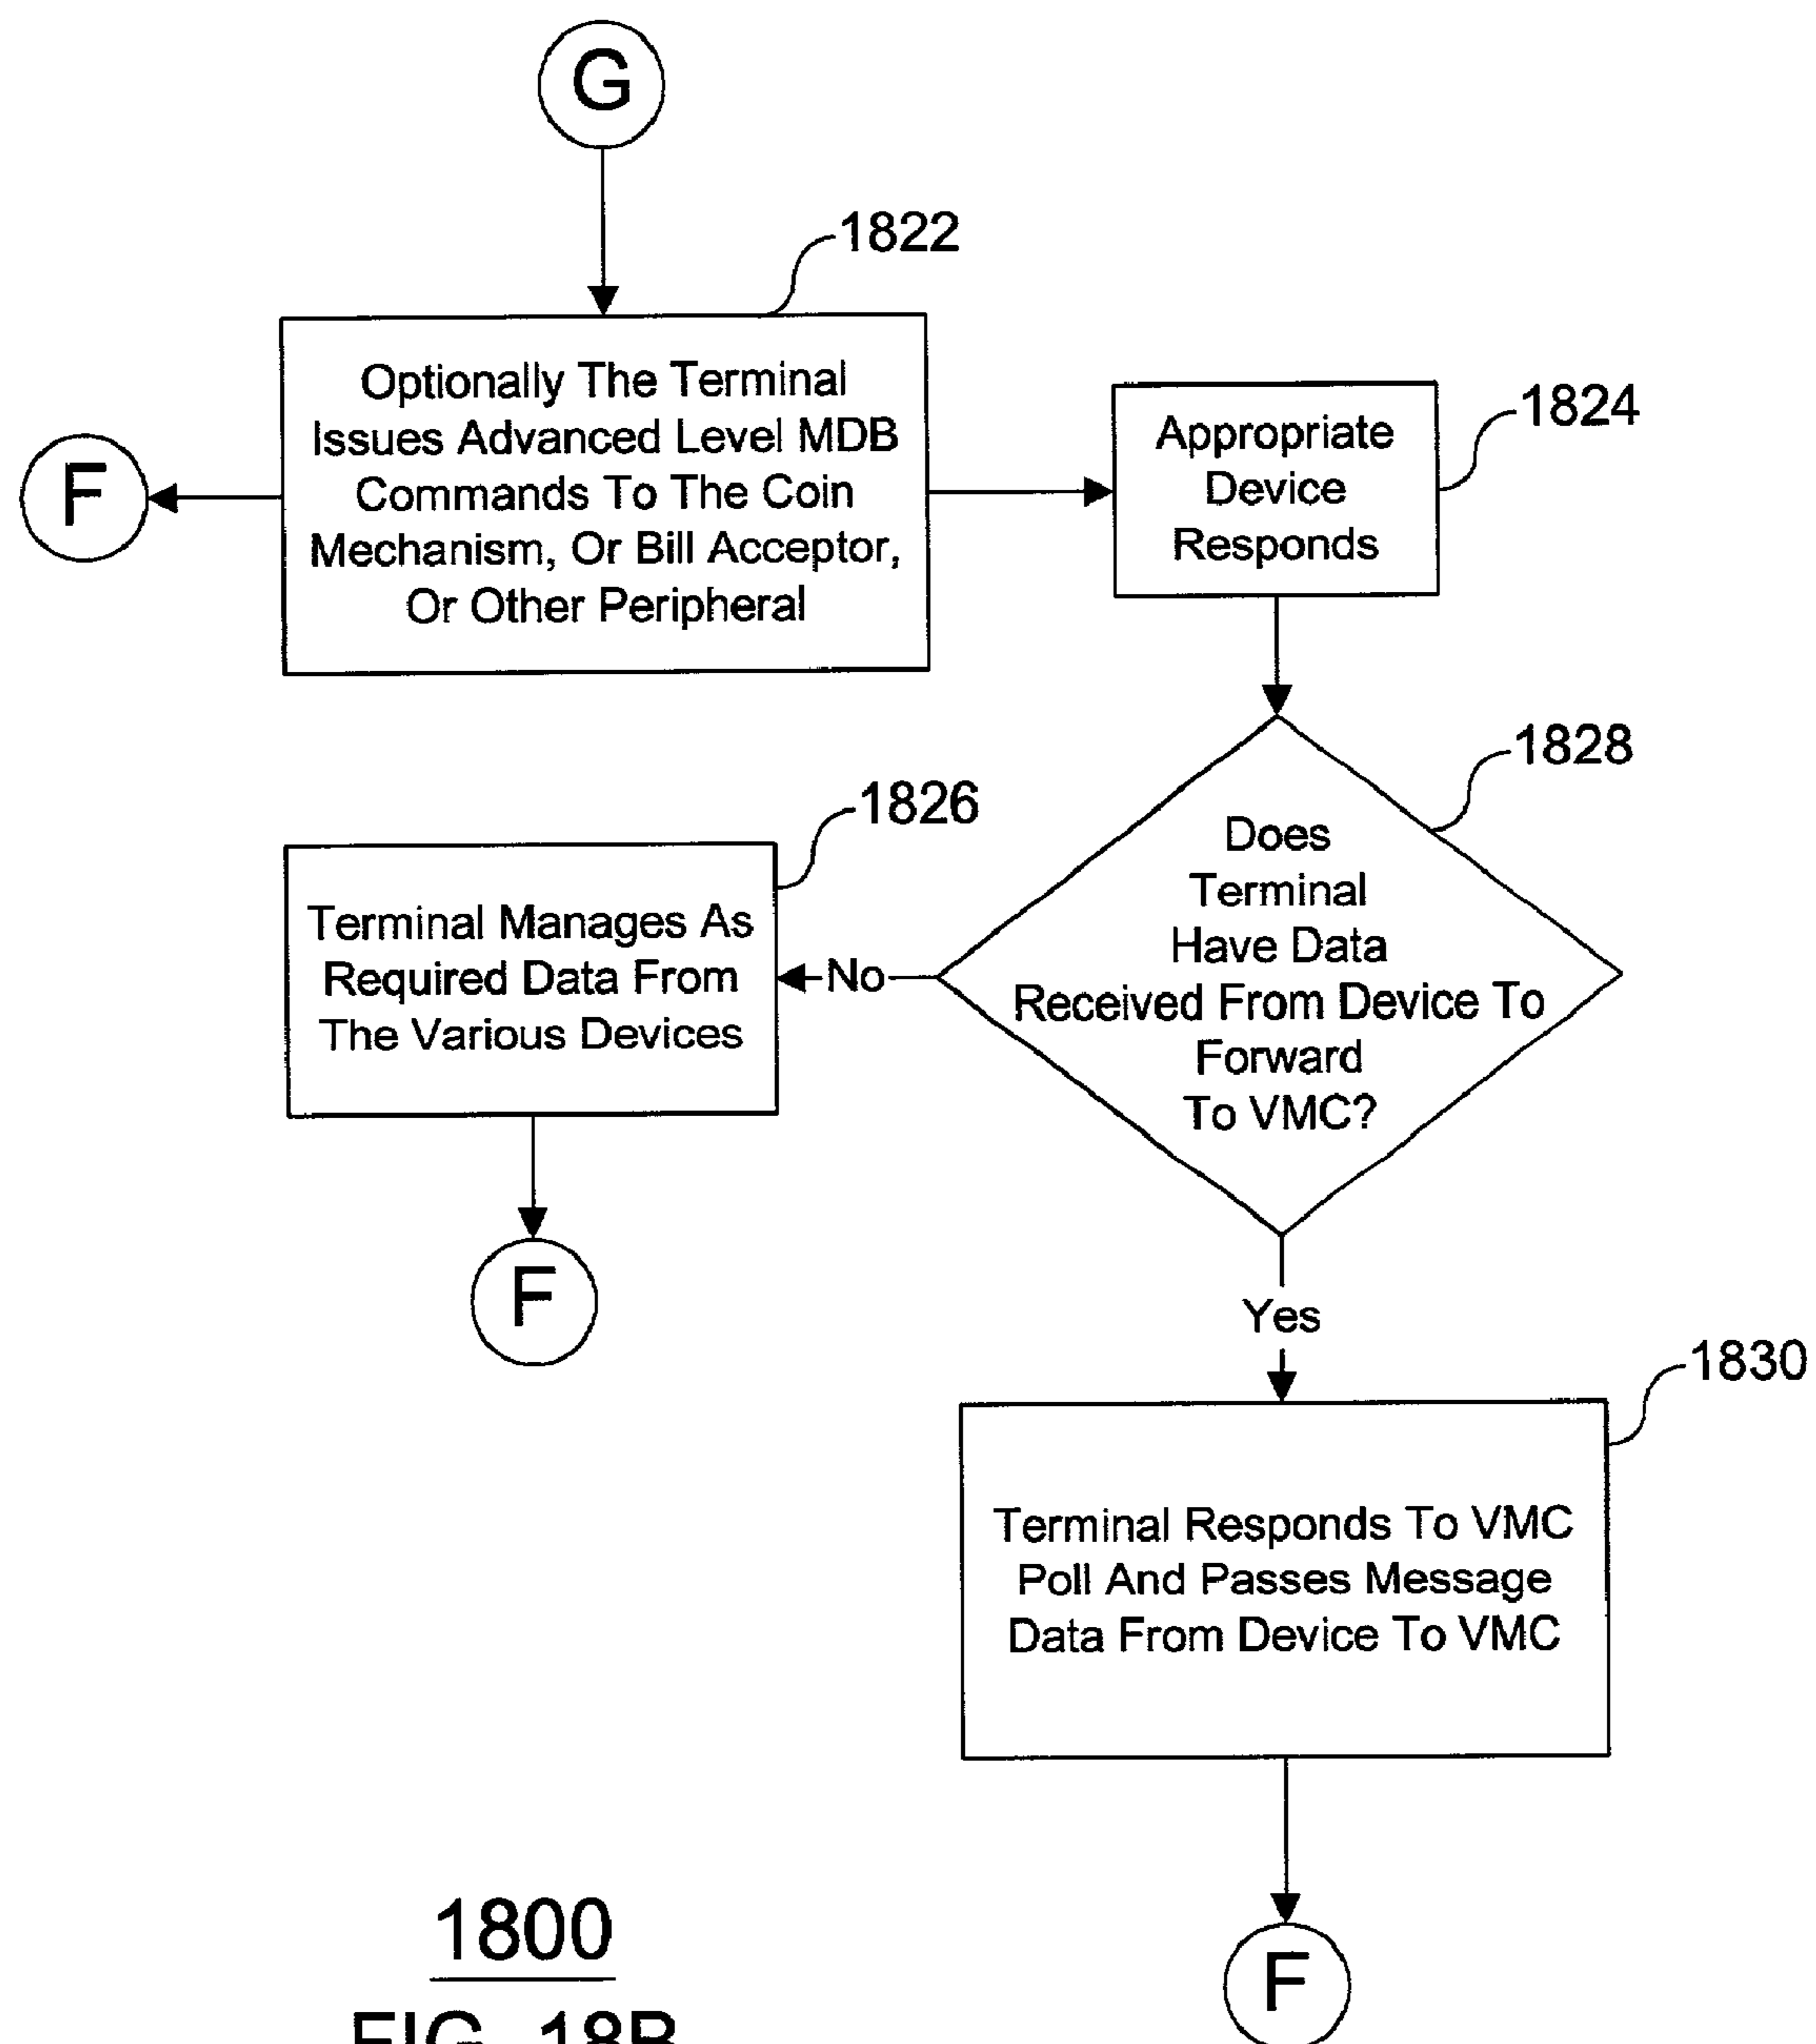 G
1822
Optionally The Terminal
Issues Advanced Level MDB
Commands To The Coin
Mechanism, Or Bill Acceptor,
Or Other Peripheral
F
1824
Appropriate
Device
Responds
1828
Does
Terminal
Have Data
Received From Device To
Forward
To VMC?
1826
Terminal Manages As
Required Data From
The Various Devices
No
F
Yes
1830
Terminal Responds To VMC
Poll And Passes Message
Data From Device To VMC
F
1800
FIG. 18B